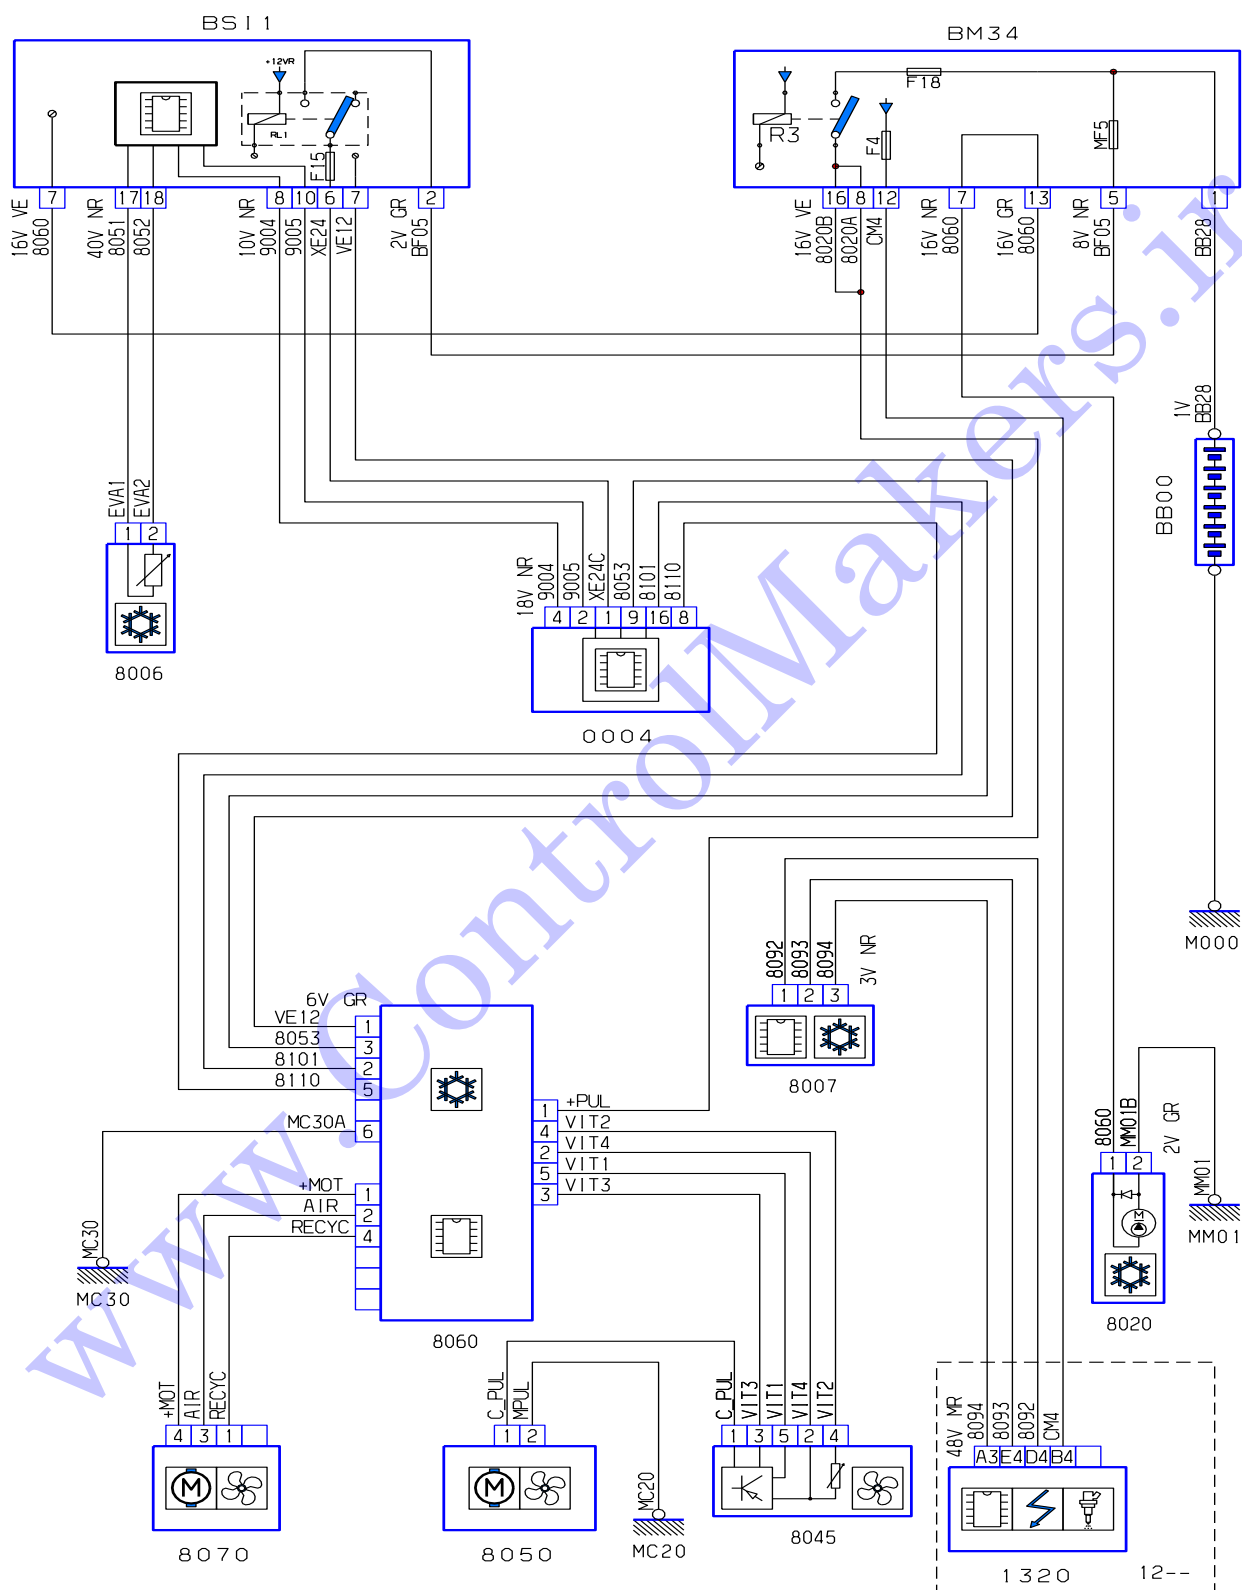 BSI1
BM34
+12VR
RL1
F15
R3
F4
F18
MF5
7
17
18
8
10
6
7
2
16
8
12
7
13
5
1
16V VE
8060
40V NR
8051
8052
10V NR
9004
9005
XE24
VE12
2V GR
BF05
16V VE
8020B
8020A
CM4
16V NR
8060
16V GR
8060
8V NR
BF05
BB28
1V
BB28
BB00
EVA1
EVA2
1
2
8006
18V NR
9004
9005
XE24C
8053
8101
8110
4
2
1
9
16
8
0004
M000
8092
8093
8094
3V NR
1
2
3
8007
6V GR
VE12
8053
8101
8110
MC30A
1
3
2
5
6
+MOT
AIR
RECYC
1
2
4
1
4
2
5
3
+PUL
VIT2
VIT4
VIT1
VIT3
8060
MC30
MC30
8060
MM01B
2V GR
1
2
8020
MM01
MM01
+MOT
AIR
RECYC
4
3
1
8070
C_PUL
MPUL
1
2
8050
MC20
MC20
C_PUL
VIT3
VIT1
VIT4
VIT2
1
3
5
2
4
8045
48V MR
8094
8093
8092
CM4
A3
E4
D4
B4
1320
12--
M
M
M
www.ControlMakers.ir